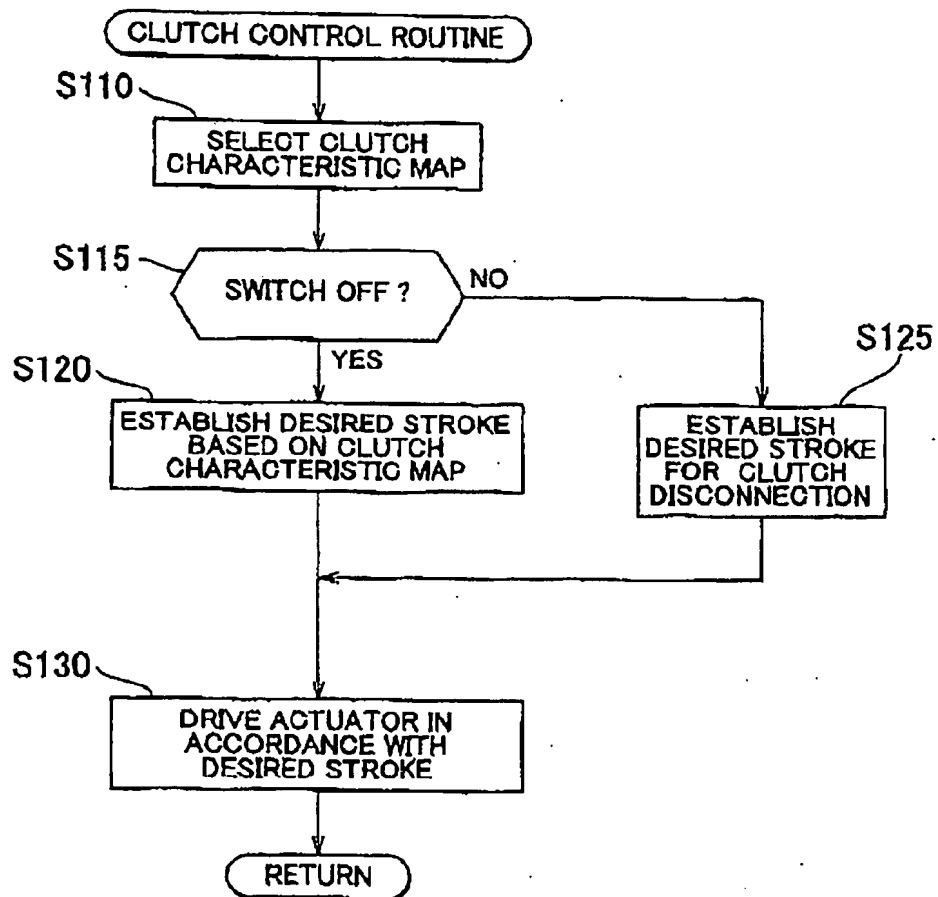 CLUTCH CONTROL ROUTINE
S110
SELECT CLUTCH
CHARACTERISTIC MAP
S115
SWITCH OFF ?
NO
YES
S120
ESTABLISH DESIRED STROKE
BASED ON CLUTCH
CHARACTERISTIC MAP
S125
ESTABLISH
DESIRED STROKE
FOR CLUTCH
DISCONNECTION
S130
DRIVE ACTUATOR IN
ACCORDANCE WITH
DESIRED STROKE
RETURN